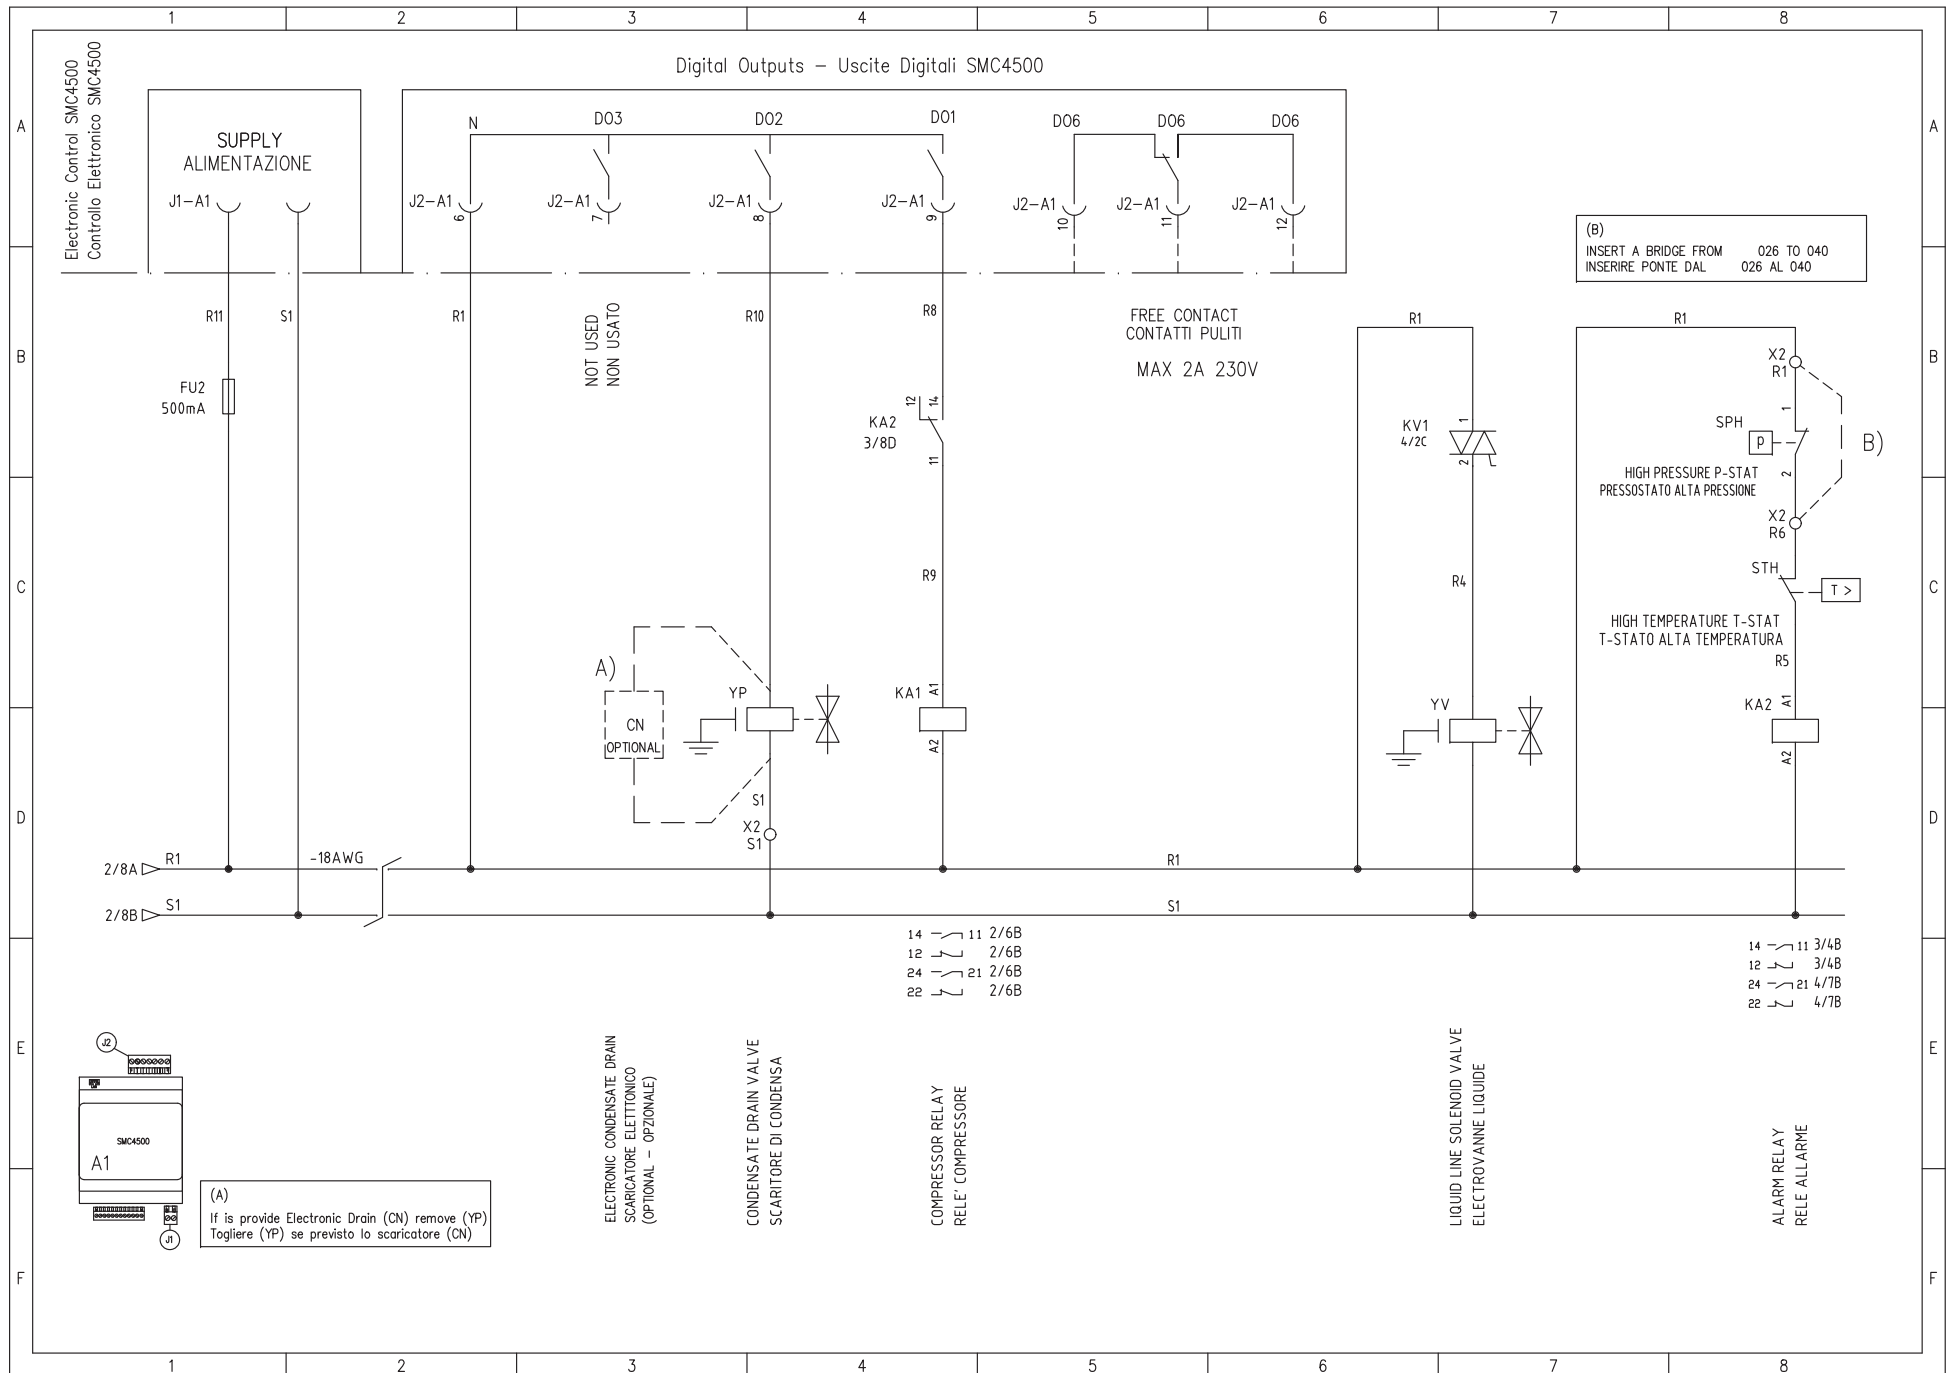 1 2 3 4 5 6 7 8
Electronic Control SMC4500
Controllo Elettronico SMC4500
Digital Outputs – Uscite Digitali SMC4500
A
A
SUPPLY
ALIMENTAZIONE
J1-A1
N
DO3
DO2
DO1
DO6
DO6
DO6
J2-A1
6
J2-A1
7
J2-A1
8
J2-A1
9
J2-A1
10
J2-A1
11
J2-A1
12
(B)
INSERT A BRIDGE FROM 026 TO 040
INSERIRE PONTE DAL 026 AL 040
R11
S1
R1
NOT USED
NON USATO
R10
R8
FREE CONTACT
CONTATTI PULITI
MAX 2A 230V
R1
R1
B
B
FU2
500mA
12
14
KA2
3/8D
11
KV1
4/2C
1
2
X2
R1
1
SPH
P
2
B)
HIGH PRESSURE P-STAT
PRESSOSTATO ALTA PRESSIONE
X2
R6
C
C
R9
R4
STH
T >
HIGH TEMPERATURE T-STAT
T-STATO ALTA TEMPERATURA
R5
A)
CN
OPTIONAL
YP
KA1
A1
A2
YV
KA2
A1
A2
S1
X2
S1
D
D
2/8A
R1
-18AWG
R1
2/8B
S1
S1
14 11 2/6B
12 2/6B
24 21 2/6B
22 2/6B
14 11 3/4B
12 3/4B
24 21 4/7B
22 4/7B
E
E
J2
SMC4500
A1
J1
ELECTRONIC CONDENSATE DRAIN
SCARICATORE ELETTTONICO
(OPTIONAL – OPZIONALE)
CONDENSATE DRAIN VALVE
SCARITORE DI CONDENSA
COMPRESSOR RELAY
RELE' COMPRESSORE
LIQUID LINE SOLENOID VALVE
ELECTROVANNE LIQUIDE
ALARM RELAY
RELE ALLARME
(A)
If is provide Electronic Drain (CN) remove (YP)
Togliere (YP) se previsto lo scaricatore (CN)
F
F
1 2 3 4 5 6 7 8